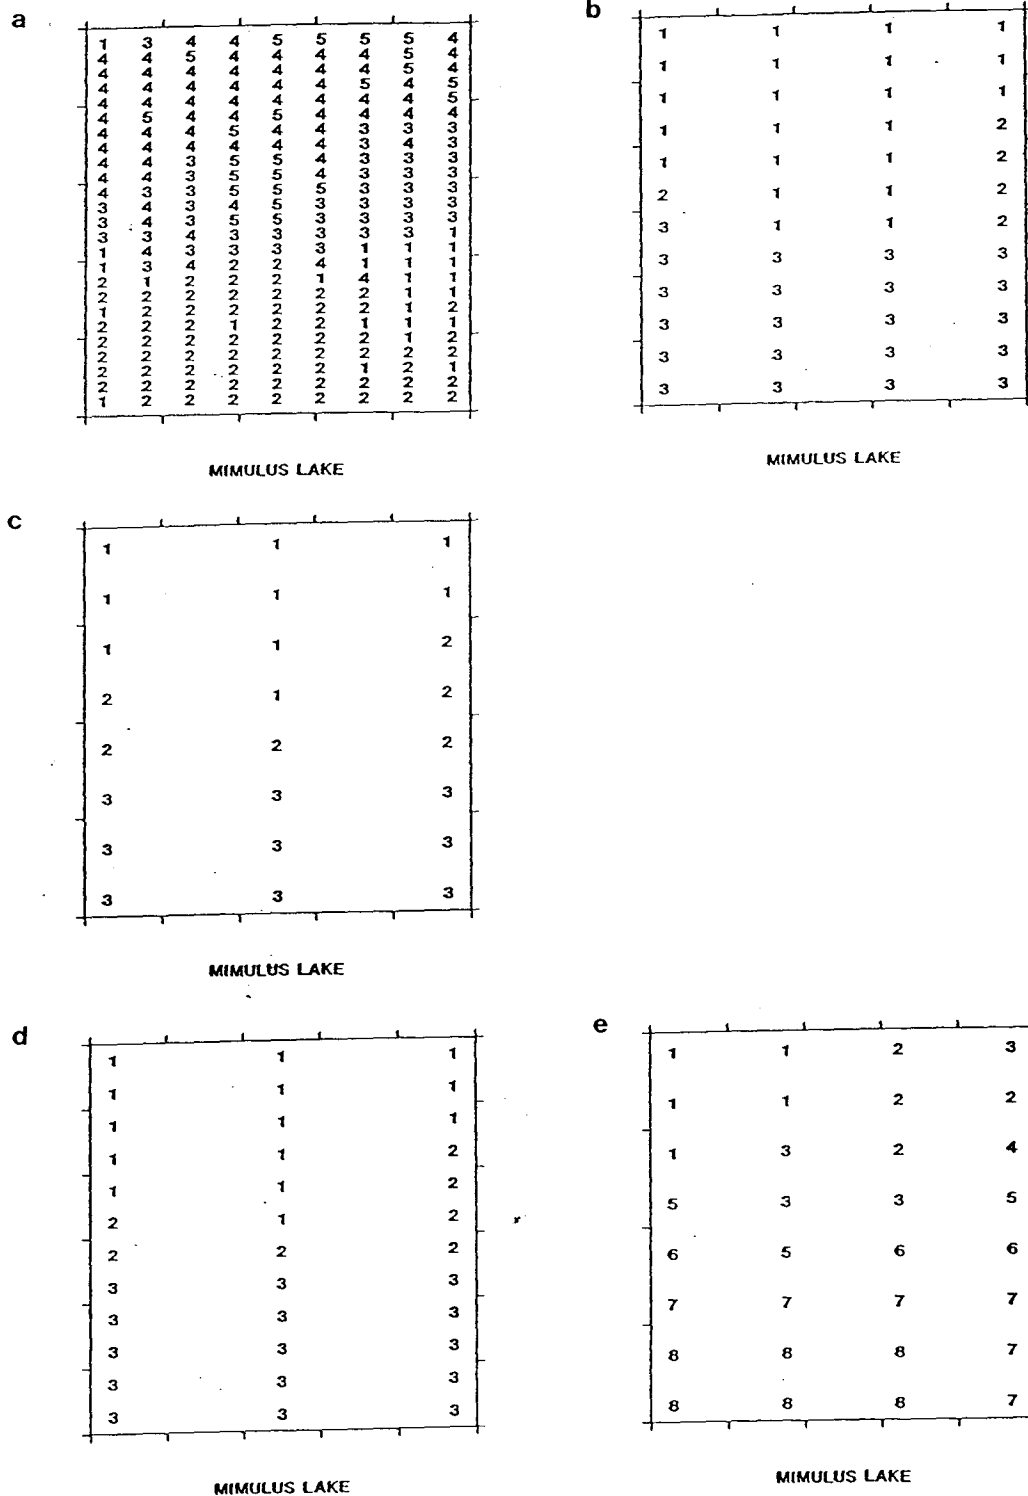 a
1 3 4 4 5 5 5 5 4
4 4 5 4 4 4 4 5 4
4 4 4 4 4 4 4 5 4
4 4 4 4 4 4 5 4 5
4 4 4 4 4 4 4 4 5
4 5 4 4 5 4 4 4 4
4 4 4 5 4 4 3 3 3
4 4 4 4 4 4 3 4 3
4 4 3 5 5 4 3 3 3
4 4 3 5 5 4 3 3 3
4 3 3 5 5 5 3 3 3
3 4 3 4 5 3 3 3 3
3 4 3 5 5 3 3 3 3
3 3 4 3 3 3 3 3 1
1 4 3 3 3 3 1 1 1
1 3 4 2 2 4 1 1 1
2 1 2 2 2 1 4 1 1
2 2 2 2 2 2 2 1 1
1 2 2 2 2 2 2 1 2
2 2 2 1 2 2 1 1 1
2 2 2 2 2 2 2 1 2
2 2 2 2 2 2 2 2 2
2 2 2 2 2 2 1 2 1
2 2 2 2 2 2 2 2 2
1 2 2 2 2 2 2 2 2
MIMULUS LAKE
b
1 1 1 1
1 1 1 1
1 1 1 1
1 1 1 2
1 1 1 2
2 1 1 2
3 1 1 2
3 3 3 3
3 3 3 3
3 3 3 3
3 3 3 3
3 3 3 3
MIMULUS LAKE
c
1 1 1
1 1 1
1 1 2
2 1 2
2 2 2
3 3 3
3 3 3
3 3 3
MIMULUS LAKE
d
1 1 1
1 1 1
1 1 1
1 1 2
1 1 2
2 1 2
2 2 2
3 3 3
3 3 3
3 3 3
3 3 3
3 3 3
MIMULUS LAKE
e
1 1 2 3
1 1 2 2
1 3 2 4
5 3 3 5
6 5 6 6
7 7 7 7
8 8 8 7
8 8 8 7
MIMULUS LAKE